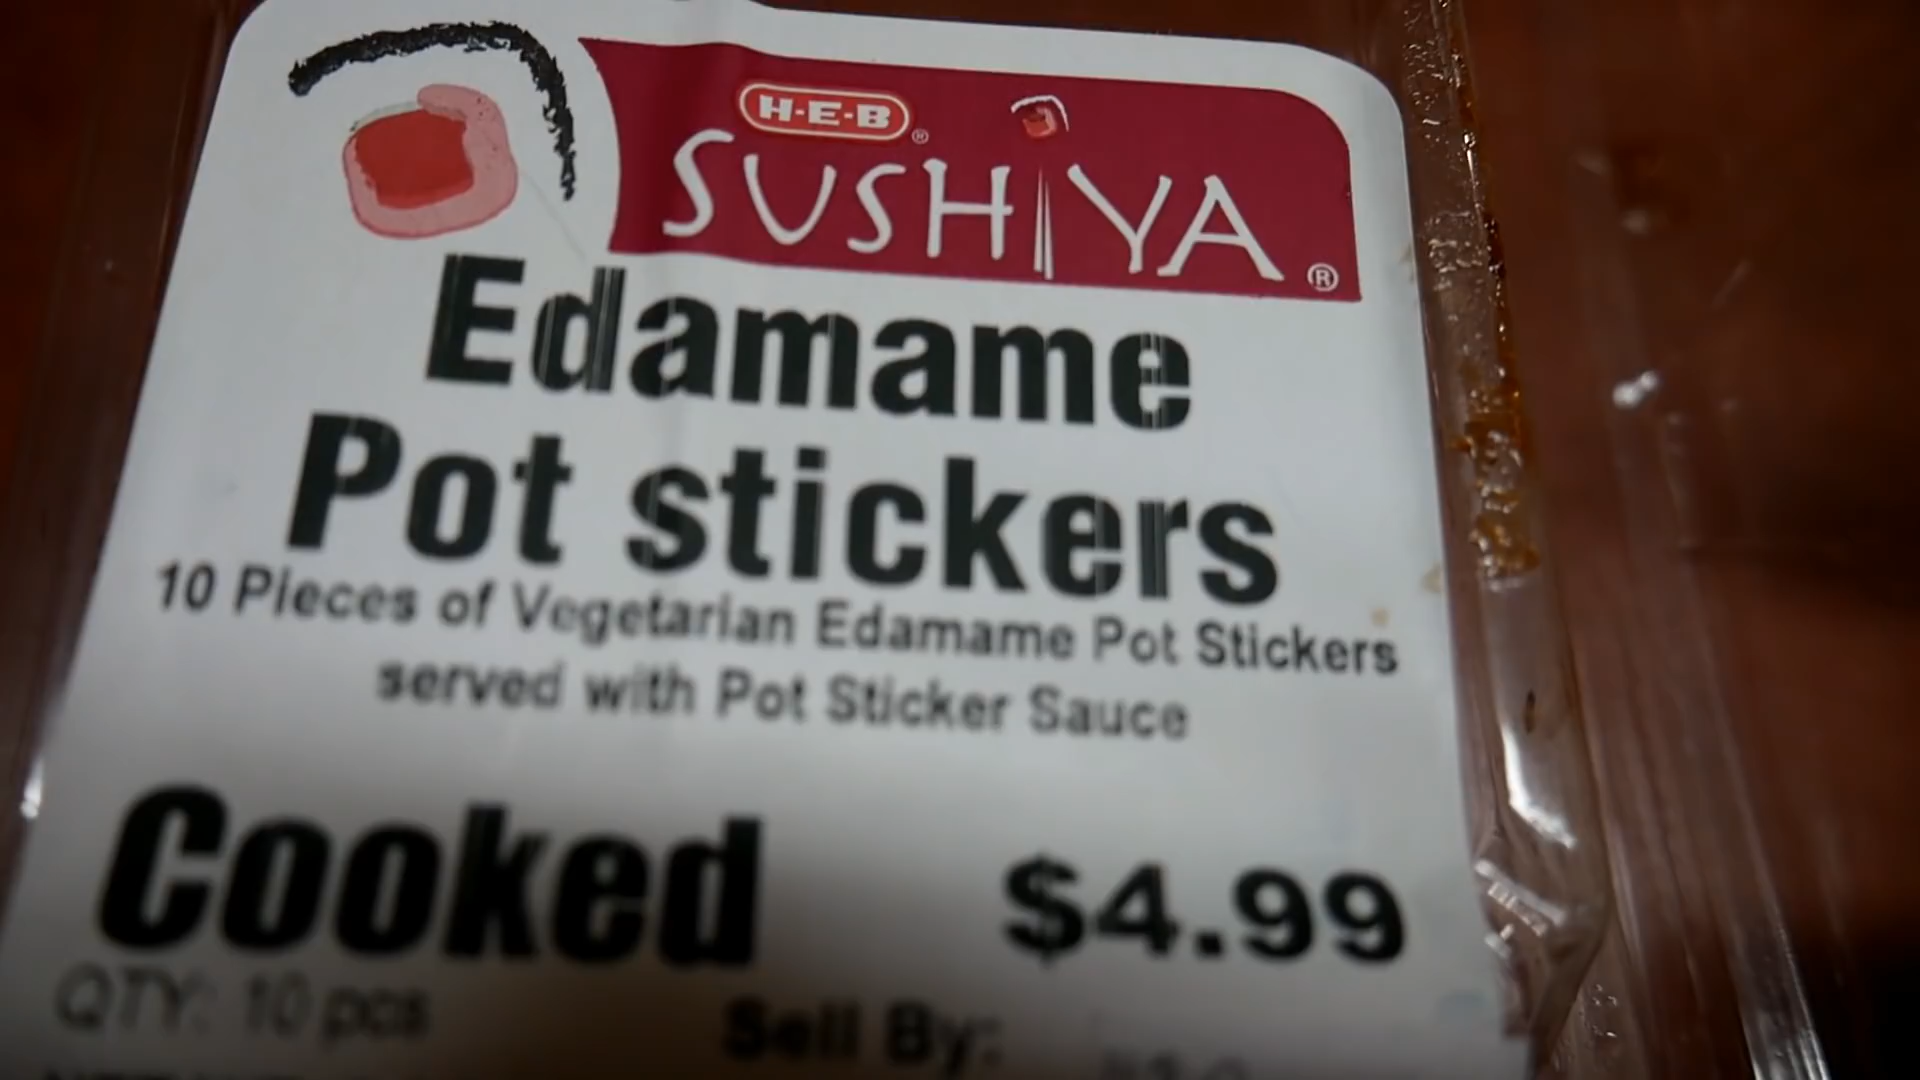 H-E-B®
SUSHIYA®
Edamame
Pot stickers
10 Pieces of Vegetarian Edamame Pot Stickers
served with Pot Sticker Sauce
Cooked $4.99
QTY: 10 pcs Sell By: